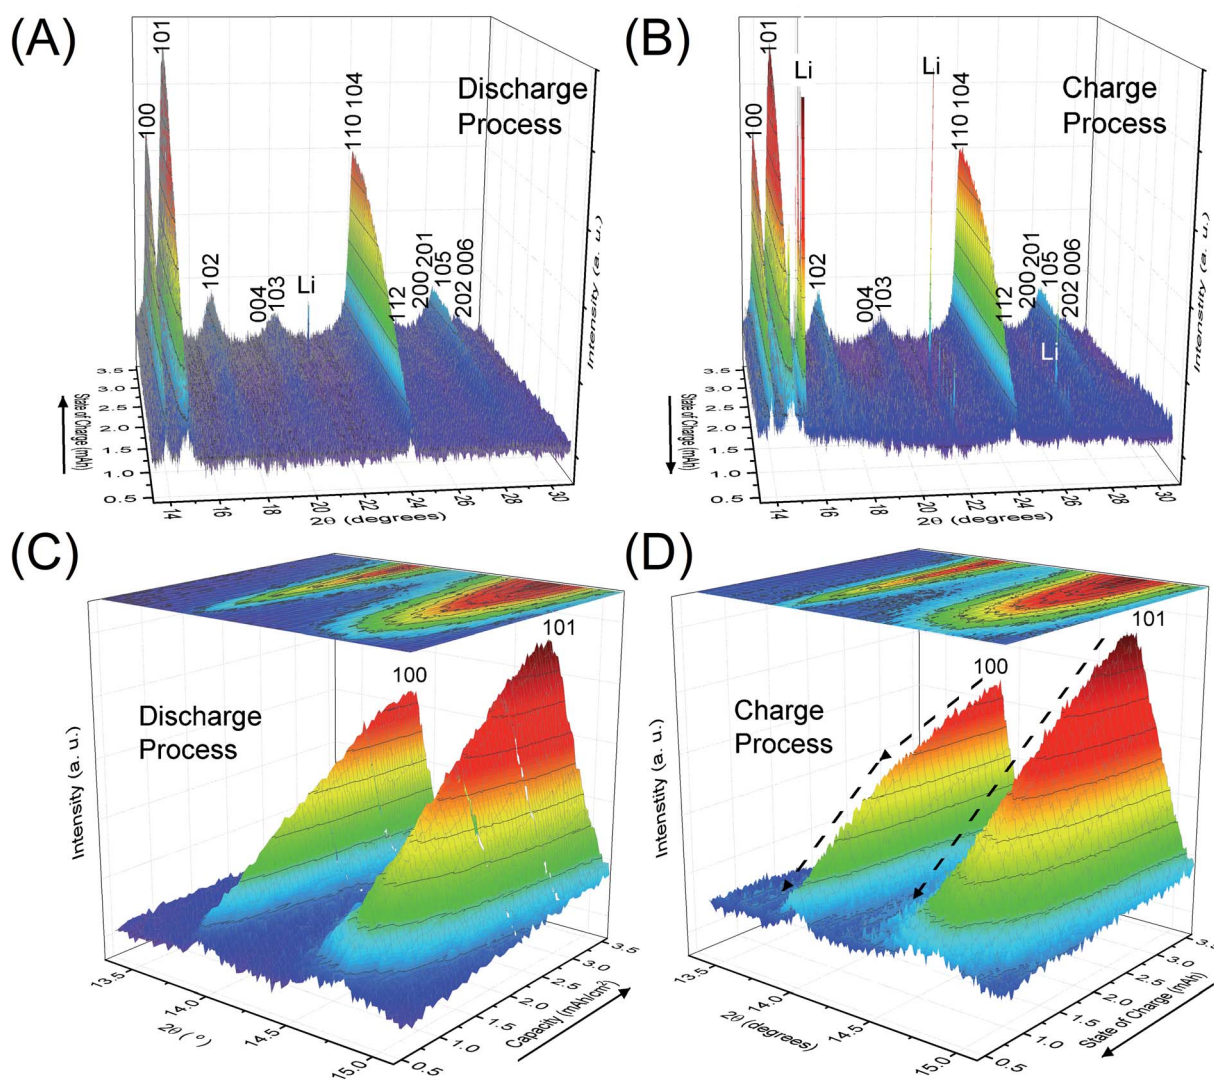 (A)
101
100
Discharge
Process
110 104
102
004
103
Li
112
200
201
105
202 006
Intenstity (a. u.)
3.5
3.0
2.5
2.0
1.5
1.0
0.5
State of Charge (mAh)
14
16
18
20
22
24
26
28
30
2θ (degrees)
(B)
101
Li
Li
100
Charge
Process
110 104
102
004
103
112
200
201
105
202 006
Li
Intenstity (a. u.)
3.5
3.0
2.5
2.0
1.5
1.0
0.5
State of Charge (mAh)
14
16
18
20
22
24
26
28
30
2θ (degrees)
(C)
101
100
Discharge
Process
Intensity (a. u.)
13.5
14.0
14.5
15.0
2θ ( °)
0.5
1.0
1.5
2.0
2.5
3.0
3.5
Capacity (mAh/cm²)
(D)
101
100
Charge
Process
Intenstity (a. u.)
13.5
14.0
14.5
15.0
2θ (degrees)
0.5
1.0
1.5
2.0
2.5
3.0
3.5
State of Charge (mAh)